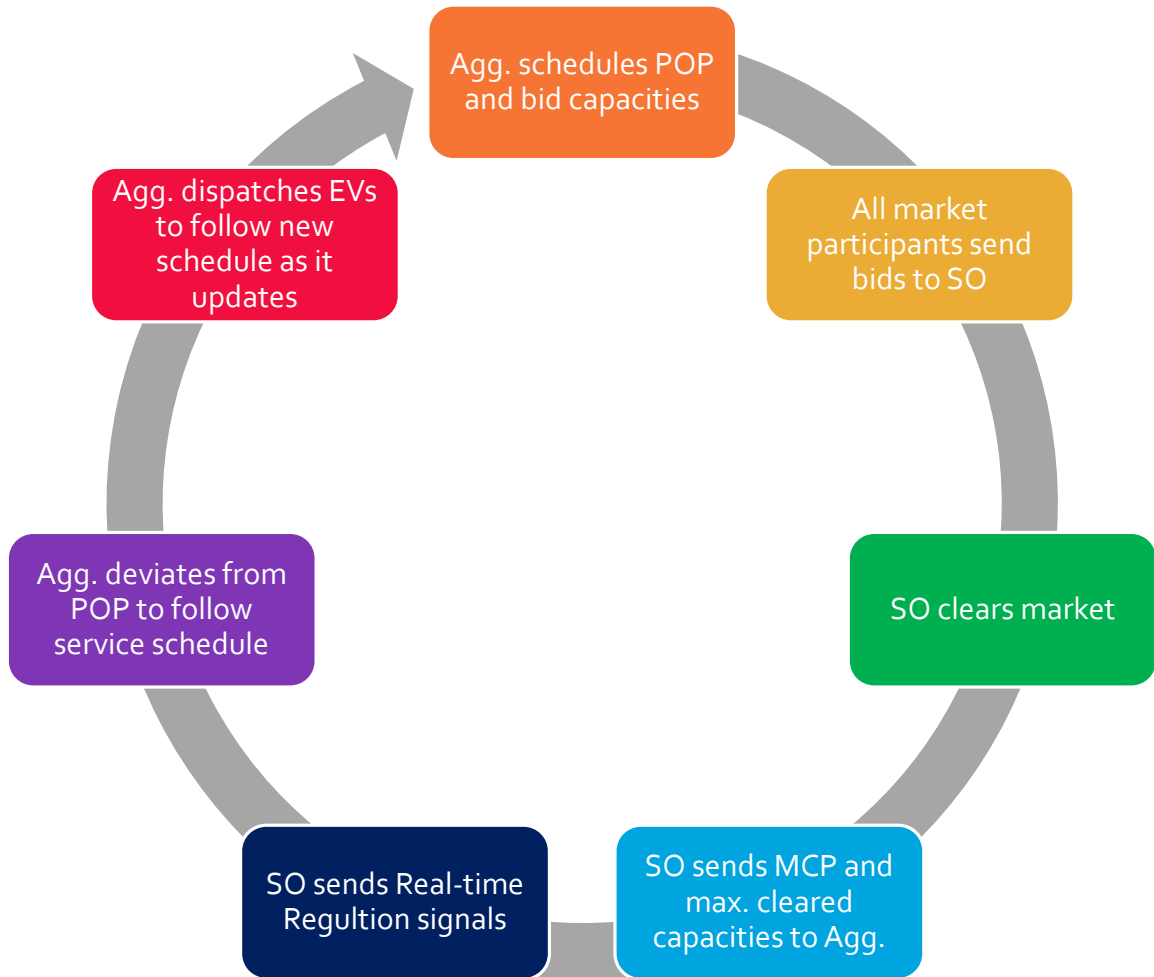 Agg. schedules POP
and bid capacities
All market
participants send
bids to SO
SO clears market
SO sends MCP and
max. cleared
capacities to Agg.
SO sends Real-time
Regultion signals
Agg. deviates from
POP to follow
service schedule
Agg. dispatches EVs
to follow new
schedule as it
updates